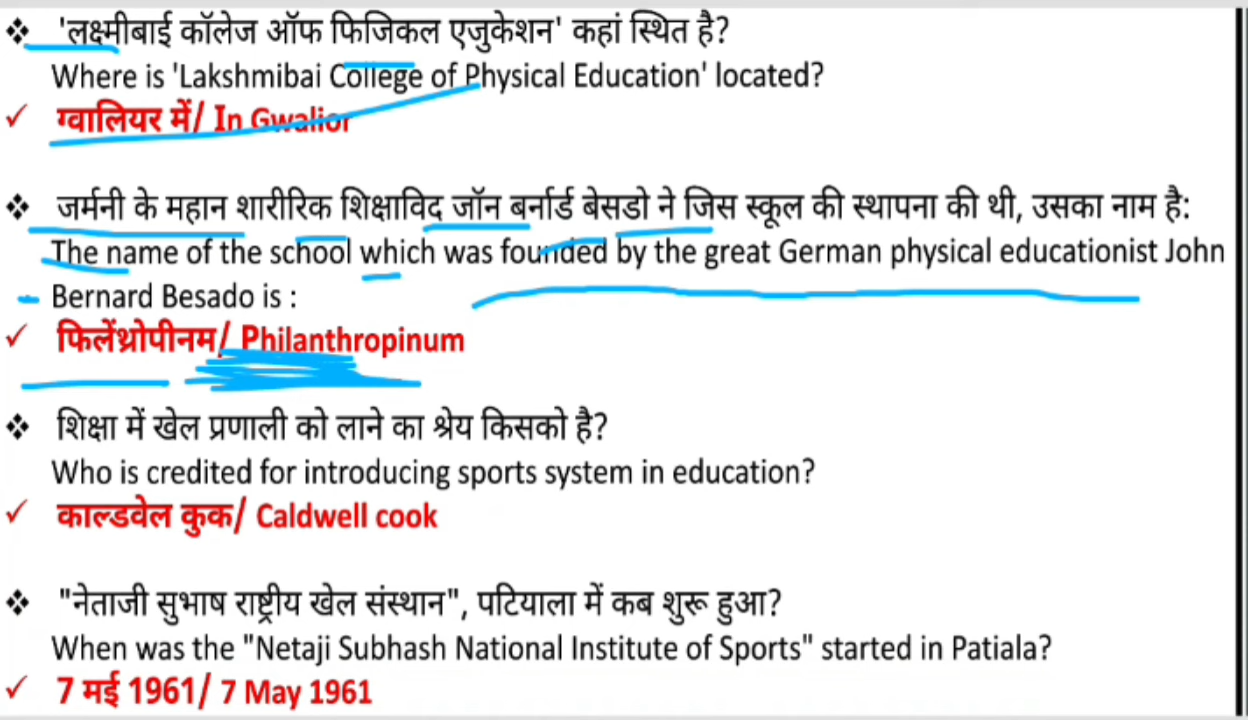 ❖ 'लक्ष्मीबाई कॉलेज ऑफ फिजिकल एजुकेशन' कहां स्थित है?
Where is 'Lakshmibai College of Physical Education' located?
✓ ग्वालियर में/ In Gwalior
❖ जर्मनी के महान शारीरिक शिक्षाविद जॉन बर्नार्ड बेसडो ने जिस स्कूल की स्थापना की थी, उसका नाम है:
The name of the school which was founded by the great German physical educationist John
Bernard Besado is :
✓ फिलेंथ्रोपीनम/ Philanthropinum
❖ शिक्षा में खेल प्रणाली को लाने का श्रेय किसको है?
Who is credited for introducing sports system in education?
✓ काल्डवेल कुक/ Caldwell cook
❖ "नेताजी सुभाष राष्ट्रीय खेल संस्थान", पटियाला में कब शुरू हुआ?
When was the "Netaji Subhash National Institute of Sports" started in Patiala?
✓ 7 मई 1961/ 7 May 1961